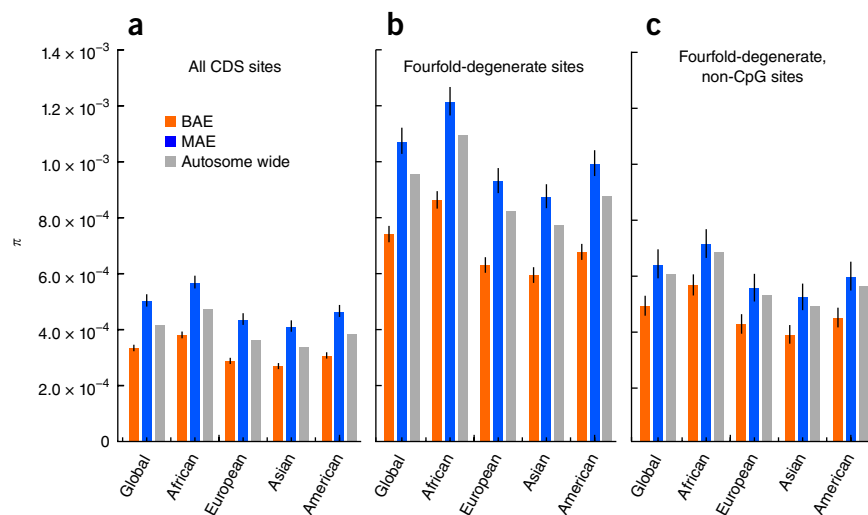 a
All CDS sites
BAE
MAE
Autosome wide
π
1.4 × 10⁻³
1.2 × 10⁻³
1.0 × 10⁻³
8.0 × 10⁻⁴
6.0 × 10⁻⁴
4.0 × 10⁻⁴
2.0 × 10⁻⁴
0
Global
African
European
Asian
American
b
Fourfold-degenerate sites
Global
African
European
Asian
American
c
Fourfold-degenerate,
non-CpG sites
Global
African
European
Asian
American